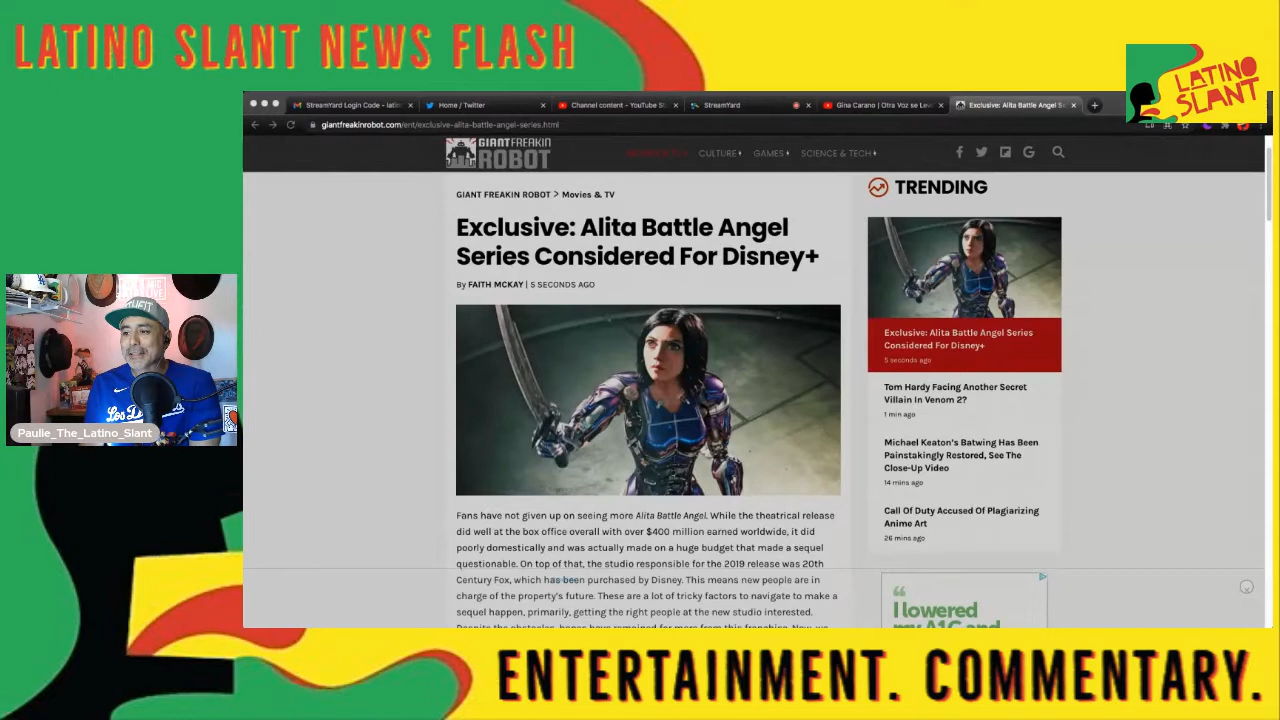 LATINO SLANT NEWS FLASH
LATINO
SLANT
StreamYard Login Code - latin
Home / Twitter
Channel content - YouTube St
StreamYard
Gina Carano | Otra Voz se Lev
Exclusive: Alita Battle Angel Se
giantfreakinrobot.com/ent/exclusive-alita-battle-angel-series.html
GIANT FREAKIN
ROBOT
CULTURE
GAMES
SCIENCE & TECH
GIANT FREAKIN ROBOT > Movies & TV
Exclusive: Alita Battle Angel
Series Considered For Disney+
BY FAITH MCKAY | 5 SECONDS AGO
Fans have not given up on seeing more Alita Battle Angel. While the theatrical release
did well at the box office overall with over $400 million earned worldwide, it did
poorly domestically and was actually made on a huge budget that made a sequel
questionable. On top of that, the studio responsible for the 2019 release was 20th
Century Fox, which has been purchased by Disney. This means new people are in
charge of the property's future. These are a lot of tricky factors to navigate to make a
sequel happen, primarily, getting the right people at the new studio interested.
TRENDING
Exclusive: Alita Battle Angel Series
Considered For Disney+
5 seconds ago
Tom Hardy Facing Another Secret
Villain In Venom 2?
1 min ago
Michael Keaton's Batwing Has Been
Painstakingly Restored, See The
Close-Up Video
14 mins ago
Call Of Duty Accused Of Plagiarizing
Anime Art
26 mins ago
I lowered
my A1C and
Paulie_The_Latino_Slant
ENTERTAINMENT. COMMENTARY.